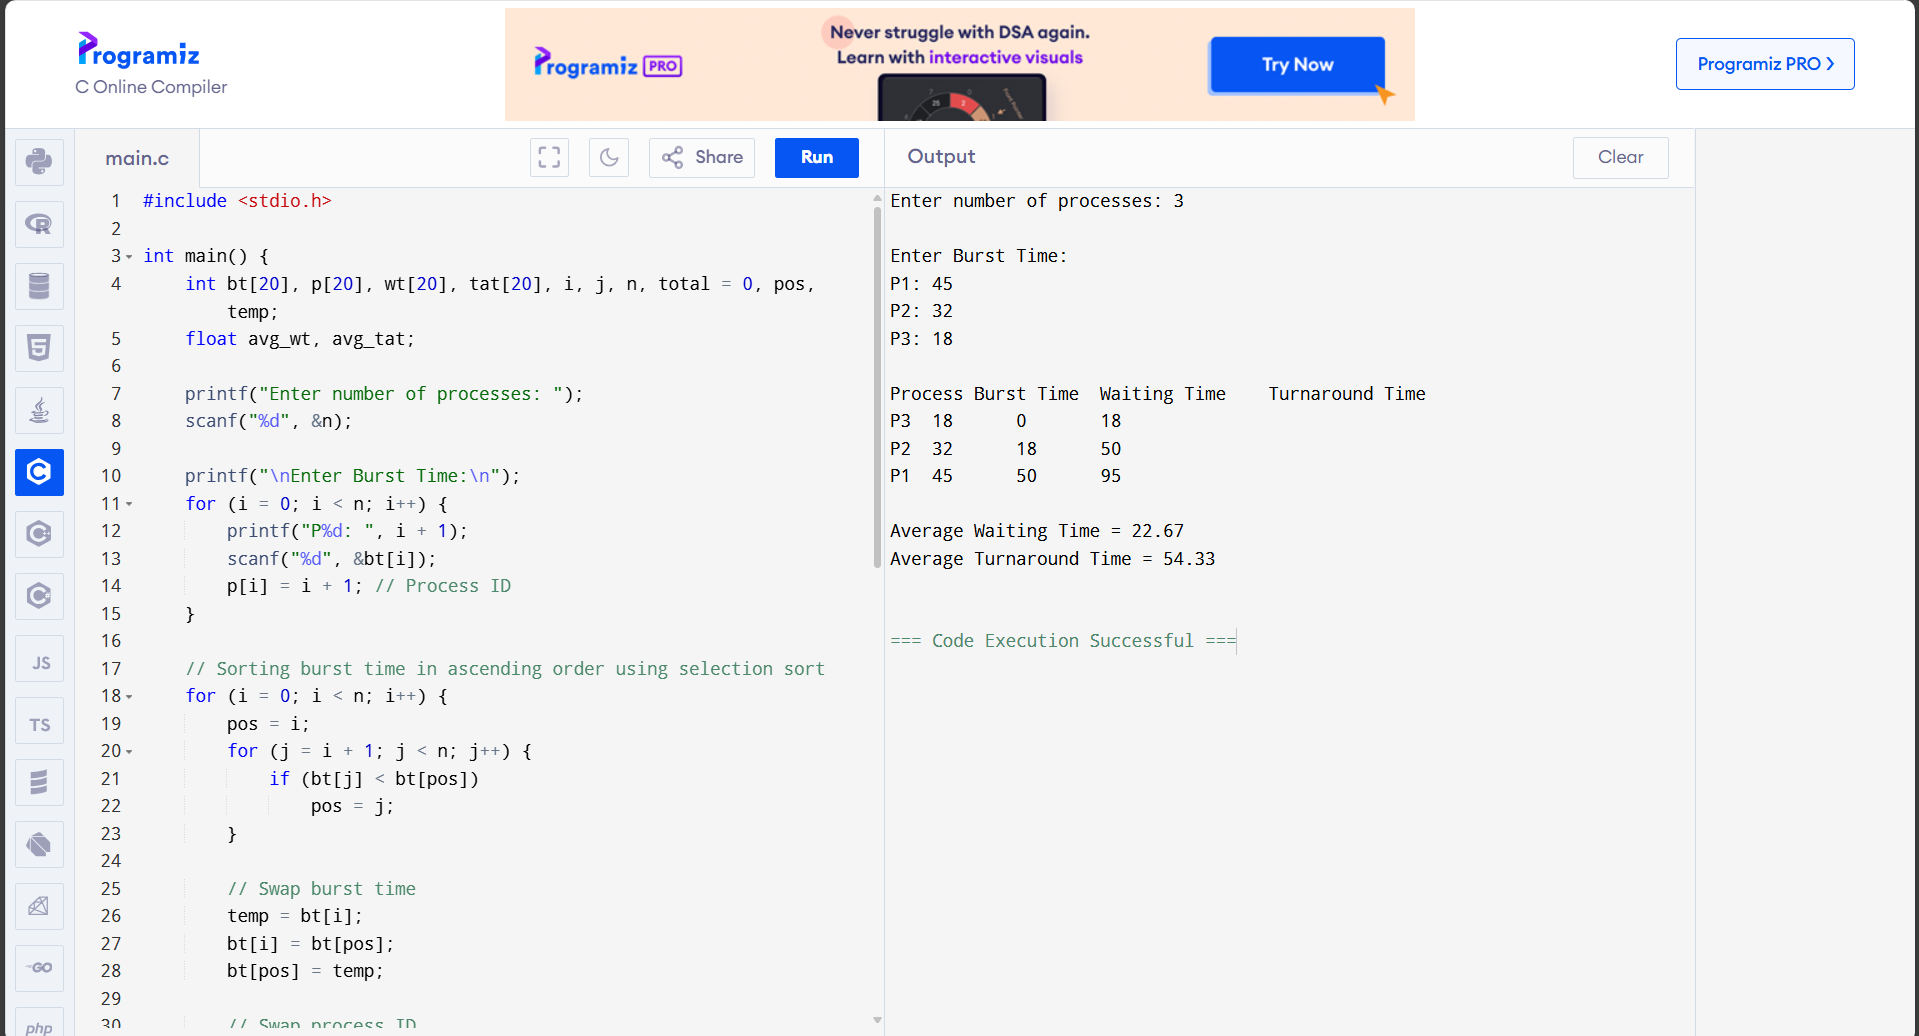 Programiz
C Online Compiler
Programiz PRO
Never struggle with DSA again.
Learn with interactive visuals
Try Now
Programiz PRO
main.c
Share
Run
Output
Clear
JS
TS
GO
php
1 #include <stdio.h>
2
3 int main() {
4 int bt[20], p[20], wt[20], tat[20], i, j, n, total = 0, pos,
temp;
5 float avg_wt, avg_tat;
6
7 printf("Enter number of processes: ");
8 scanf("%d", &n);
9
10 printf("\nEnter Burst Time:\n");
11 for (i = 0; i < n; i++) {
12 printf("P%d: ", i + 1);
13 scanf("%d", &bt[i]);
14 p[i] = i + 1; // Process ID
15 }
16
17 // Sorting burst time in ascending order using selection sort
18 for (i = 0; i < n; i++) {
19 pos = i;
20 for (j = i + 1; j < n; j++) {
21 if (bt[j] < bt[pos])
22 pos = j;
23 }
24
25 // Swap burst time
26 temp = bt[i];
27 bt[i] = bt[pos];
28 bt[pos] = temp;
29
30 // Swap process ID
Enter number of processes: 3
Enter Burst Time:
P1: 45
P2: 32
P3: 18
Process Burst Time Waiting Time Turnaround Time
P3 18 0 18
P2 32 18 50
P1 45 50 95
Average Waiting Time = 22.67
Average Turnaround Time = 54.33
=== Code Execution Successful ===